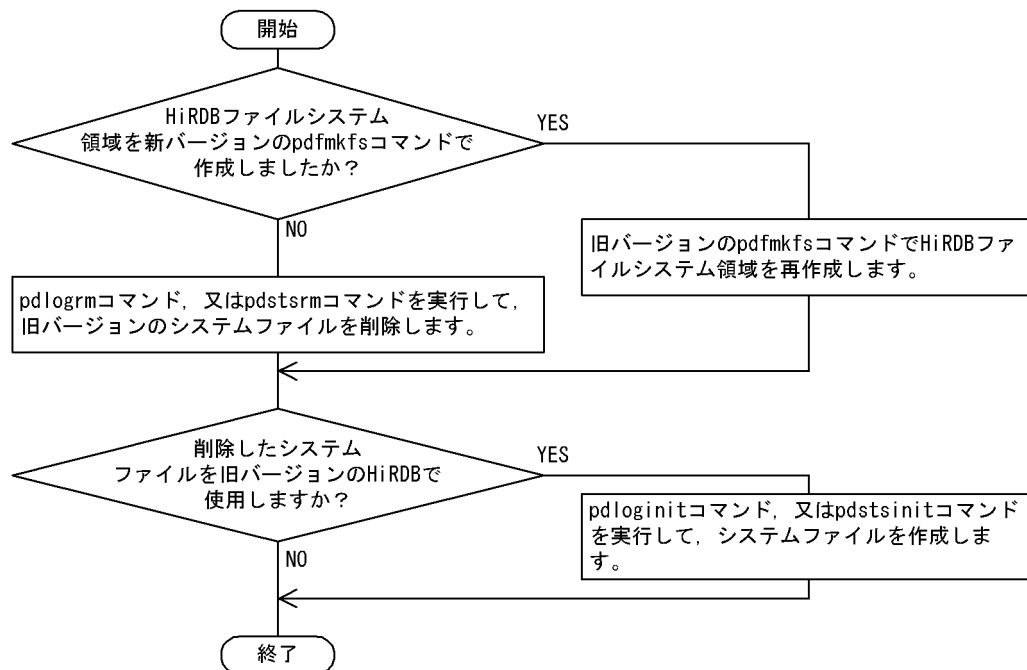 開始
HiRDBファイルシステム
領域を新バージョンのpdfmkfsコマンドで
作成しましたか？
YES
NO
旧バージョンのpdfmkfsコマンドでHiRDBファ
イルシステム領域を再作成します。
pdlogrmコマンド，又はpdstsrmコマンドを実行して，
旧バージョンのシステムファイルを削除します。
削除したシステム
ファイルを旧バージョンのHiRDBで
使用しますか？
YES
NO
pdloginitコマンド，又はpdstsinitコマンド
を実行して，システムファイルを作成しま
す。
終了